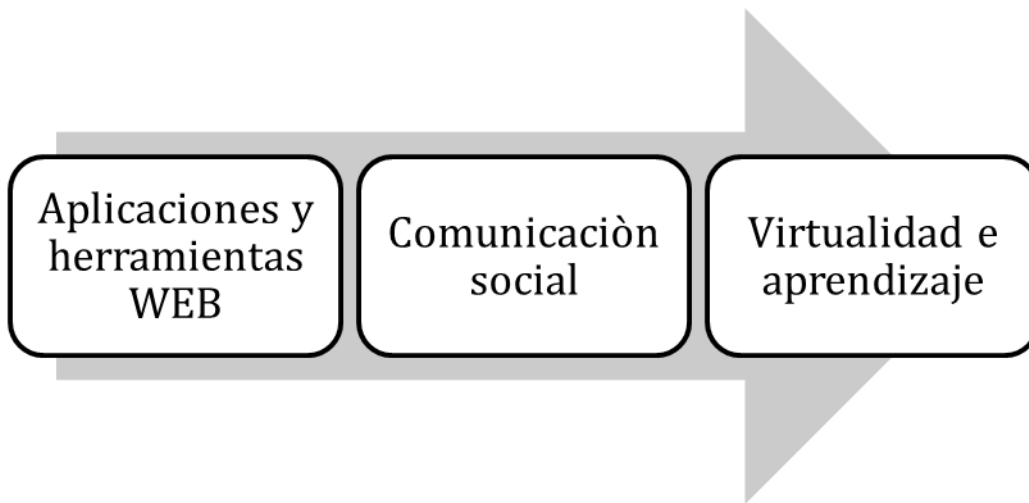 Aplicaciones y
herramientas
WEB
Comunicaciòn
social
Virtualidad e
aprendizaje